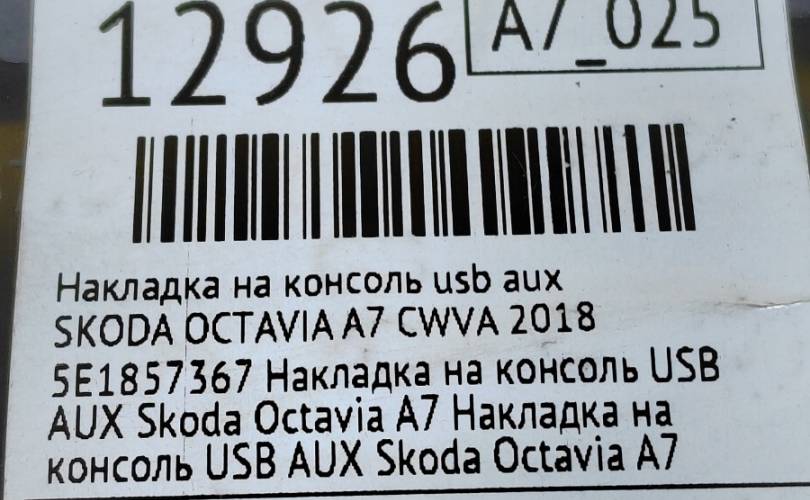 12926
A7_025
Накладка на консоль usb aux
SKODA OCTAVIA A7 CWVA 2018
5E1857367 Накладка на консоль USB
AUX Skoda Octavia A7 Накладка на
консоль USB AUX Skoda Octavia A7